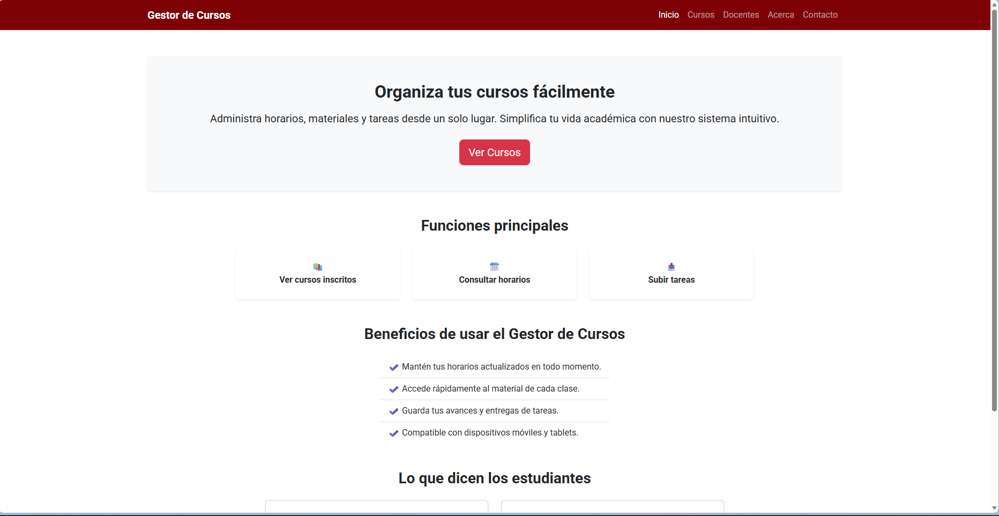 Gestor de Cursos
Inicio Cursos Docentes Acerca Contacto
Organiza tus cursos fácilmente
Administra horarios, materiales y tareas desde un solo lugar. Simplifica tu vida académica con nuestro sistema intuitivo.
Ver Cursos
Funciones principales
Ver cursos inscritos
Consultar horarios
Subir tareas
Beneficios de usar el Gestor de Cursos
Mantén tus horarios actualizados en todo momento.
Accede rápidamente al material de cada clase.
Guarda tus avances y entregas de tareas.
Compatible con dispositivos móviles y tablets.
Lo que dicen los estudiantes